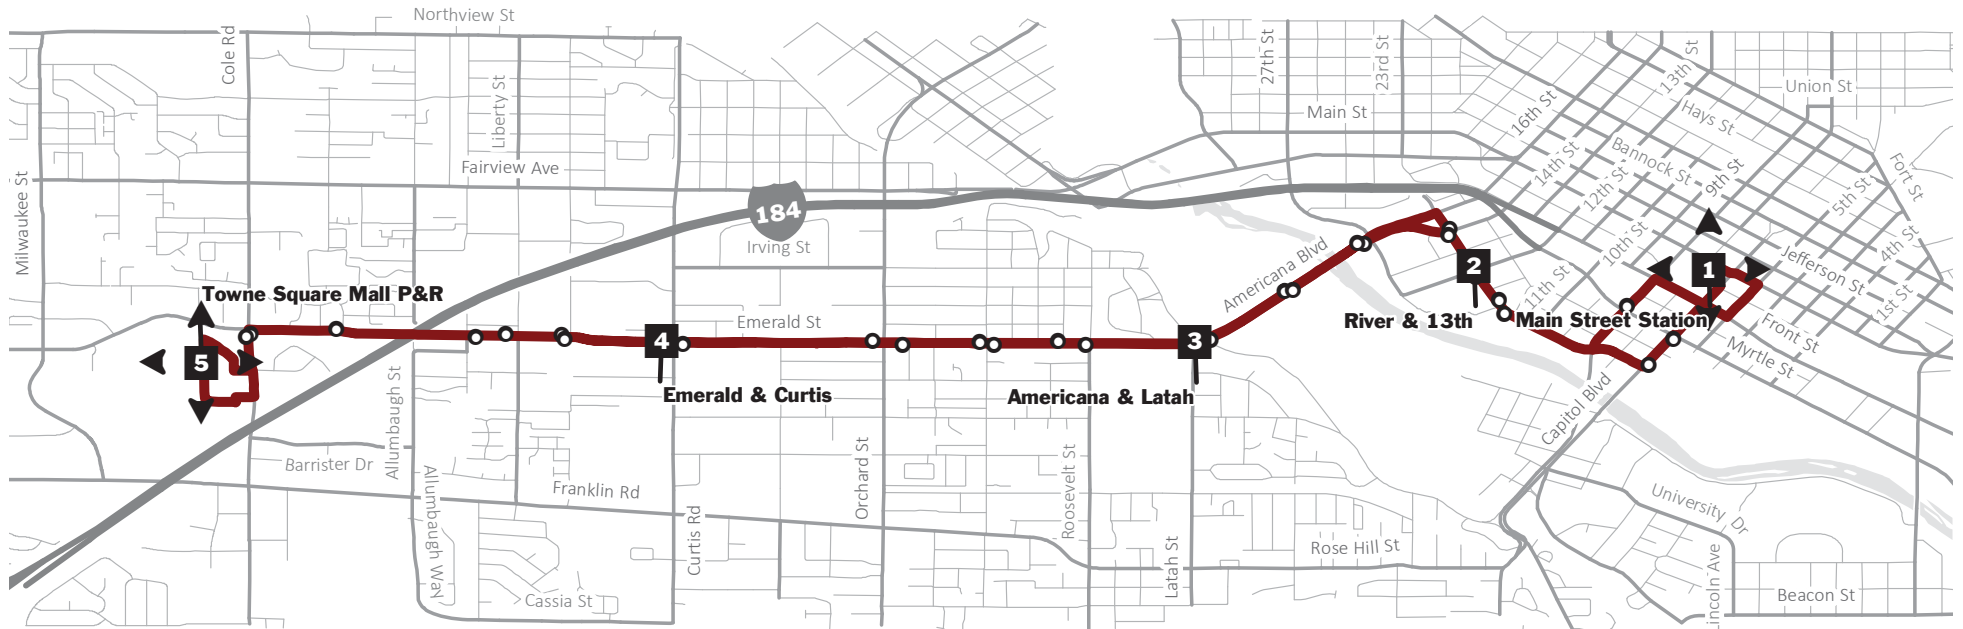 Northview St
Cole Rd
Liberty St
Fairview Ave
Milwaukee St
184
Irving St
27th St
23rd St
Main St
16th St
13th St
Hays St
Union St
Bannock St
14th St
12th St
9th St
5th St
Fort St
10th St
4th St
Jefferson St
1st St
11th St
Americana Blvd
Towne Square Mall P&R
5
Emerald St
4
Emerald & Curtis
3
Americana & Latah
2
River & 13th
1
Main Street Station
Front St
Myrtle St
Capitol Blvd
Allumbaugh St
Barrister Dr
Allumbaugh Way
Franklin Rd
Cassia St
Curtis Rd
Orchard St
Roosevelt St
Latah St
Rose Hill St
University Dr
Lincoln Ave
Beacon St